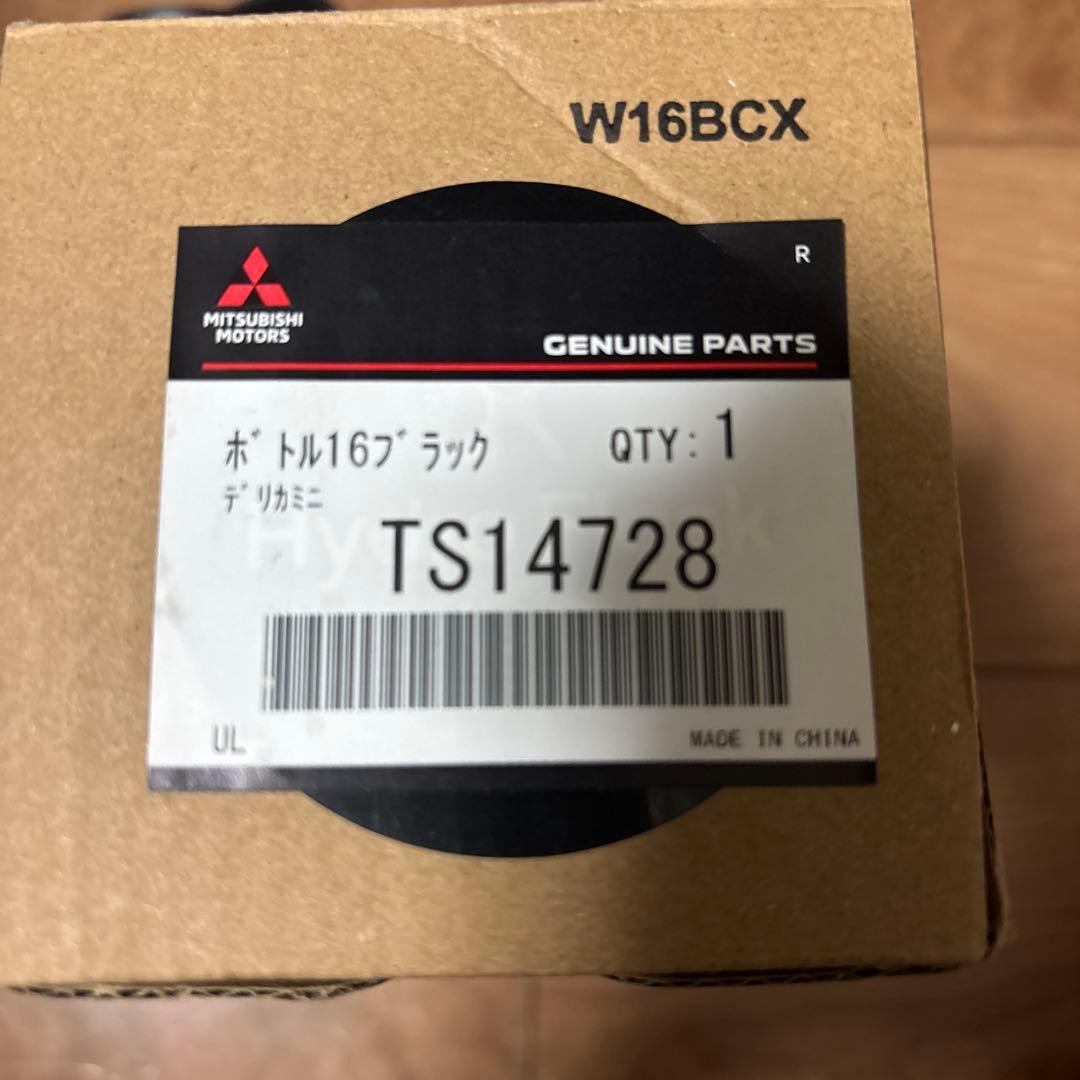 W16BCX
R
MITSUBISHI
MOTORS
GENUINE PARTS
ﾎﾞﾄﾙ16ﾌﾞﾗｯｸ QTY: 1
ﾃﾞﾘｶﾐﾆ
TS14728
UL MADE IN CHINA